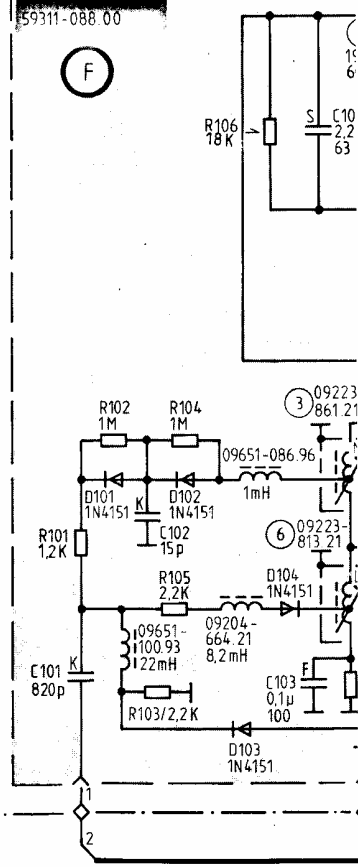 59311-088.00
F
R106
18K
S
C10
2,2
63
3
09223
861.21
R102
1M
R104
1M
09651-086.96
D101
1N4151
K
D102
1N4151
1mH
C102
15p
6
09223-
813.21
R101
1,2K
R105
2,2K
D104
1N4151
09651-
100.93
22mH
09204-
664.21
8,2mH
C101
820p
K
R103/2,2K
F
C103
0,1µ
100
D103
1N4151
1
2